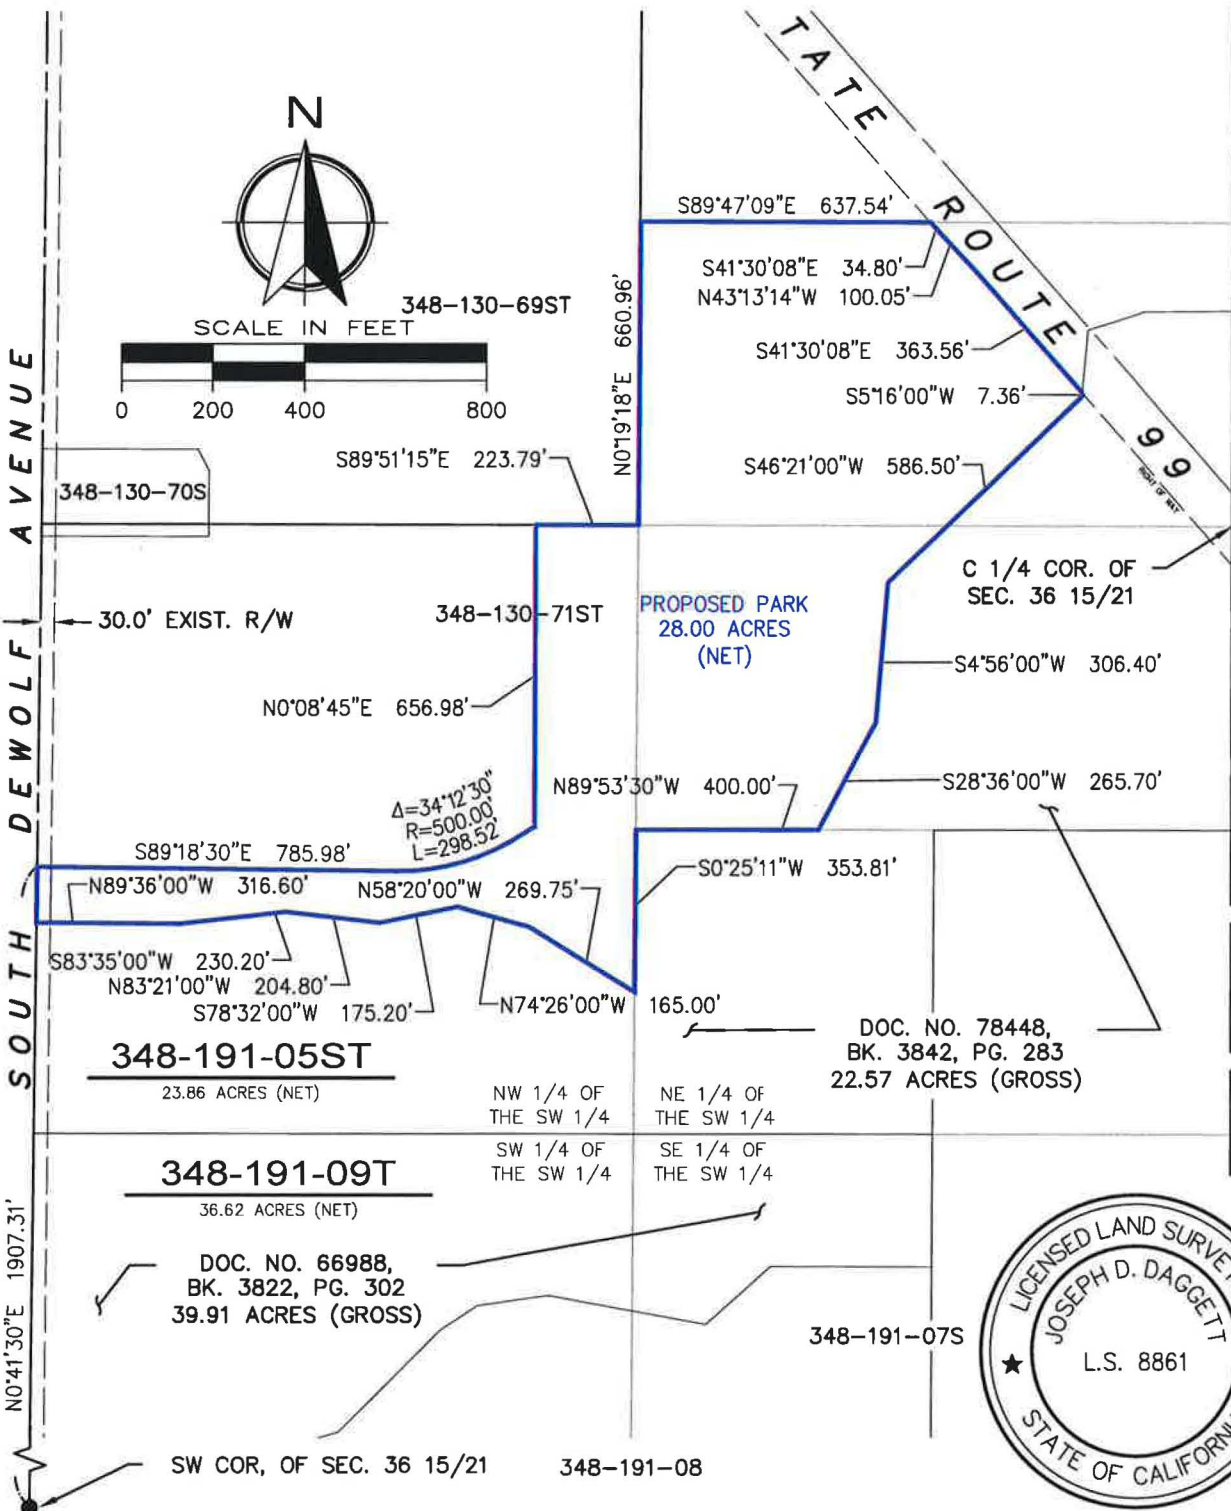 N
SCALE IN FEET
0 200 400 800
348-130-69ST
TATE ROUTE 99
RIGHT OF WAY
S89°47'09"E 637.54'
S41°30'08"E 34.80'
N43°13'14"W 100.05'
S41°30'08"E 363.56'
S5°16'00"W 7.36'
S46°21'00"W 586.50'
N0°19'18"E 660.96'
S89°51'15"E 223.79'
348-130-70S
SOUTH DEWOLF AVENUE
C 1/4 COR. OF
SEC. 36 15/21
30.0' EXIST. R/W
348-130-71ST
PROPOSED PARK
28.00 ACRES
(NET)
S4°56'00"W 306.40'
N0°08'45"E 656.98'
N89°53'30"W 400.00'
S28°36'00"W 265.70'
Δ=34°12'30"
R=500.00'
L=298.52'
S89°18'30"E 785.98'
S0°25'11"W 353.81'
N89°36'00"W 316.60'
N58°20'00"W 269.75'
S83°35'00"W 230.20'
N83°21'00"W 204.80'
S78°32'00"W 175.20'
N74°26'00"W 165.00'
348-191-05ST
23.86 ACRES (NET)
DOC. NO. 78448,
BK. 3842, PG. 283
22.57 ACRES (GROSS)
NW 1/4 OF
THE SW 1/4
NE 1/4 OF
THE SW 1/4
SW 1/4 OF
THE SW 1/4
SE 1/4 OF
THE SW 1/4
348-191-09T
36.62 ACRES (NET)
N0°41'30"E 1907.31'
DOC. NO. 66988,
BK. 3822, PG. 302
39.91 ACRES (GROSS)
348-191-07S
LICENSED LAND SURVEY
JOSEPH D. DAGGETT
L.S. 8861
STATE OF CALIFORN
SW COR, OF SEC. 36 15/21
348-191-08